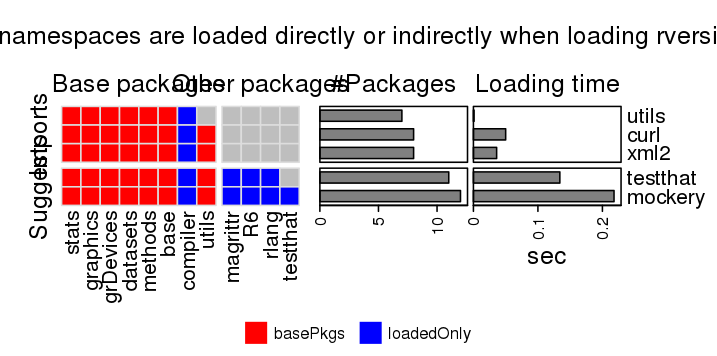 namespaces are loaded directly or indirectly when loading rversi
Base packages
Other packages
#Packages
Loading time
Imports
Suggests
utils
curl
xml2
testthat
mockery
stats
graphics
grDevices
datasets
methods
base
compiler
utils
magrittr
R6
rlang
testthat
0
5
10
0
0.1
0.2
sec
basePkgs
loadedOnly